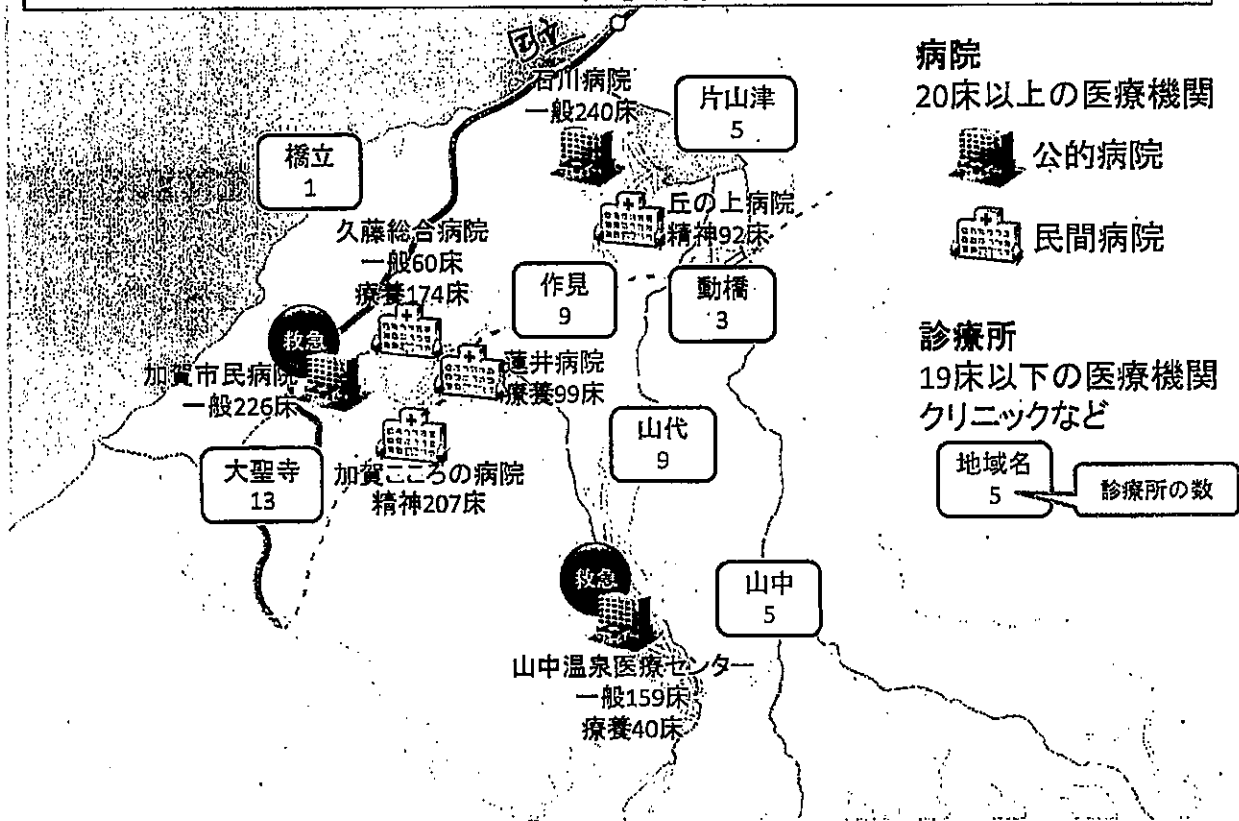 石川病院
一般240床
片山津
5
橋立
1
丘の上病院
精神92床
久藤総合病院
一般60床
療養174床
作見
9
動橋
3
救急
加賀市民病院
一般226床
蓮井病院
療養99床
山代
9
大聖寺
13
加賀こころの病院
精神207床
救急
山中
5
山中温泉医療センター
一般159床
療養40床
病院
20床以上の医療機関
公的病院
民間病院
診療所
19床以下の医療機関
クリニックなど
地域名
5
診療所の数